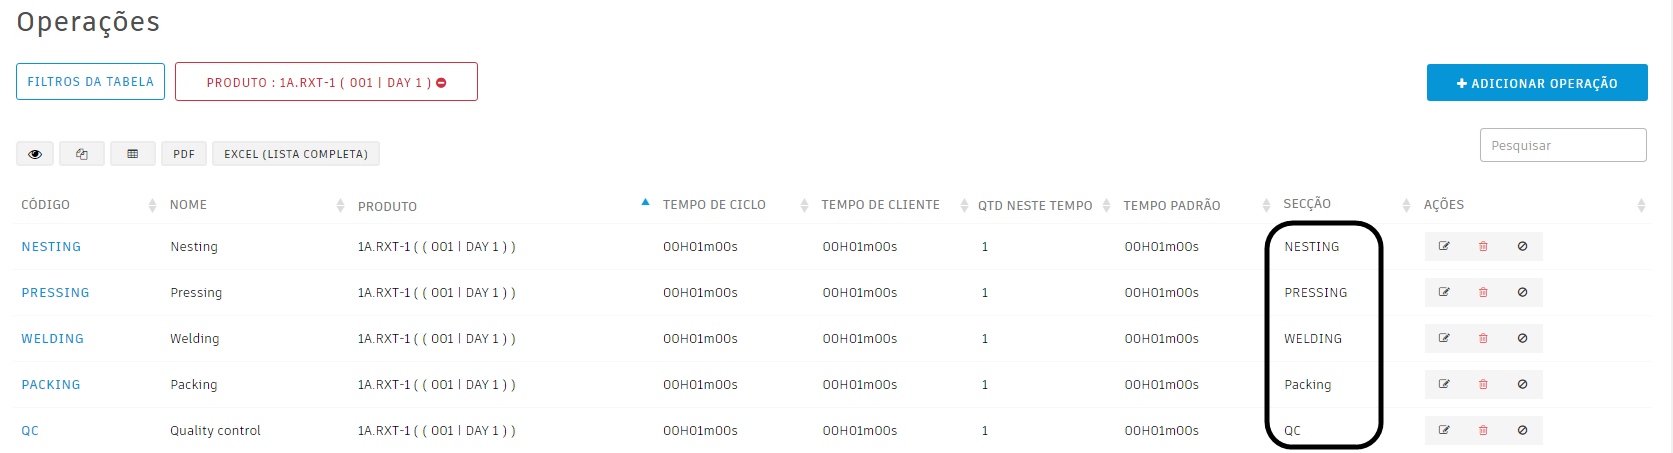 Operações
FILTROS DA TABELA PRODUTO : 1A.RXT-1 ( 001 | DAY 1 )
ADICIONAR OPERAÇÃO
PDF EXCEL (LISTA COMPLETA) Pesquisar
CÓDIGO NOME PRODUTO TEMPO DE CICLO TEMPO DE CLIENTE QTD NESTE TEMPO TEMPO PADRÃO SECÇÃO AÇÕES
NESTING Nesting 1A.RXT-1 ( ( 001 | DAY 1 ) ) 00H01m00s 00H01m00s 1 00H01m00s NESTING
PRESSING Pressing 1A.RXT-1 ( ( 001 | DAY 1 ) ) 00H01m00s 00H01m00s 1 00H01m00s PRESSING
WELDING Welding 1A.RXT-1 ( ( 001 | DAY 1 ) ) 00H01m00s 00H01m00s 1 00H01m00s WELDING
PACKING Packing 1A.RXT-1 ( ( 001 | DAY 1 ) ) 00H01m00s 00H01m00s 1 00H01m00s Packing
QC Quality control 1A.RXT-1 ( ( 001 | DAY 1 ) ) 00H01m00s 00H01m00s 1 00H01m00s QC